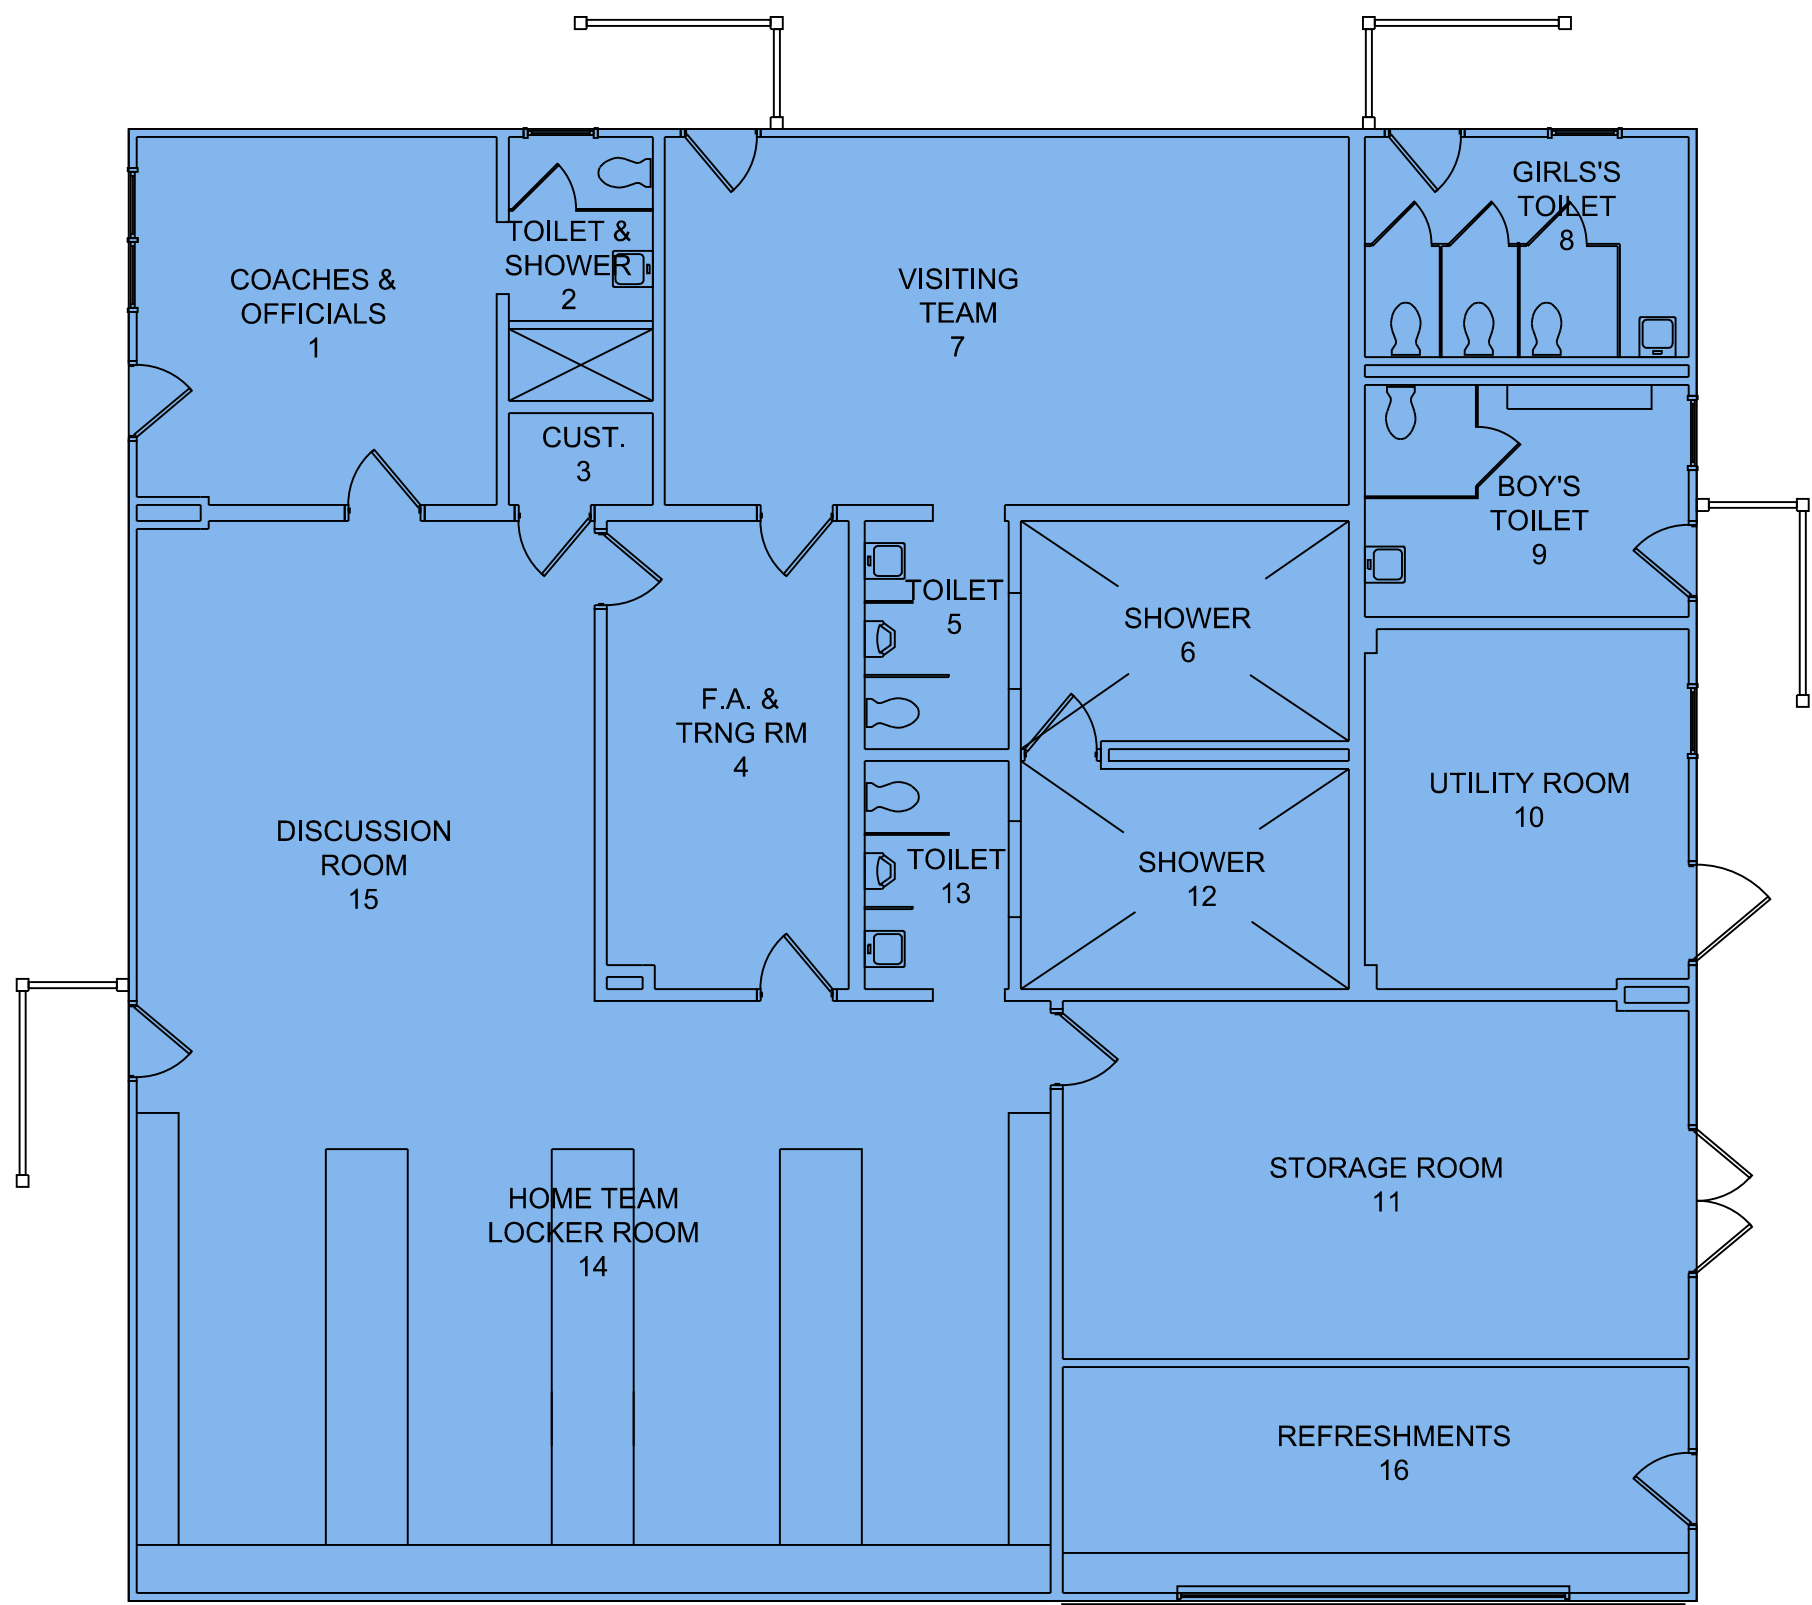 COACHES &
OFFICIALS
1
TOILET &
SHOWER
2
CUST.
3
VISITING
TEAM
7
GIRLS'S
TOILET
8
BOY'S
TOILET
9
TOILET
5
SHOWER
6
F.A. &
TRNG RM
4
UTILITY ROOM
10
DISCUSSION
ROOM
15
TOILET
13
SHOWER
12
STORAGE ROOM
11
HOME TEAM
LOCKER ROOM
14
REFRESHMENTS
16